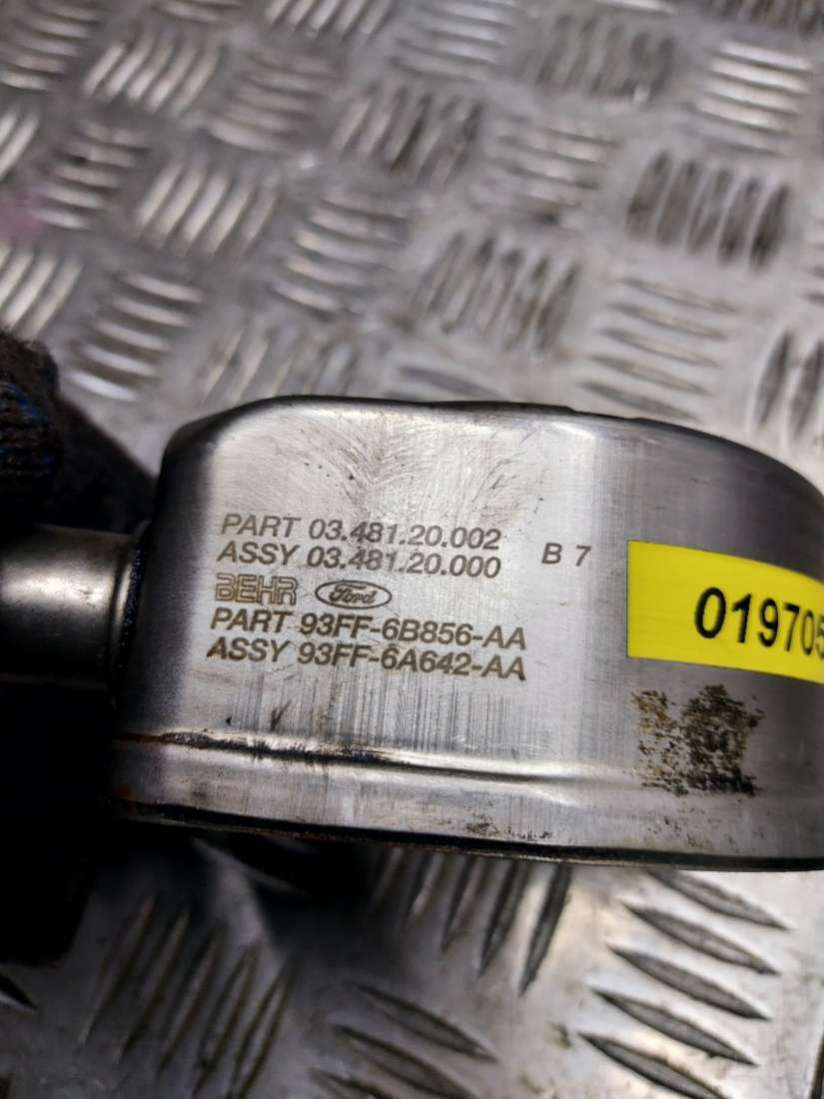 PART 03.481.20.002
ASSY 03.481.20.000
B 7
BEHR Ford
PART 93FF-6B856-AA
ASSY 93FF-6A642-AA
019705